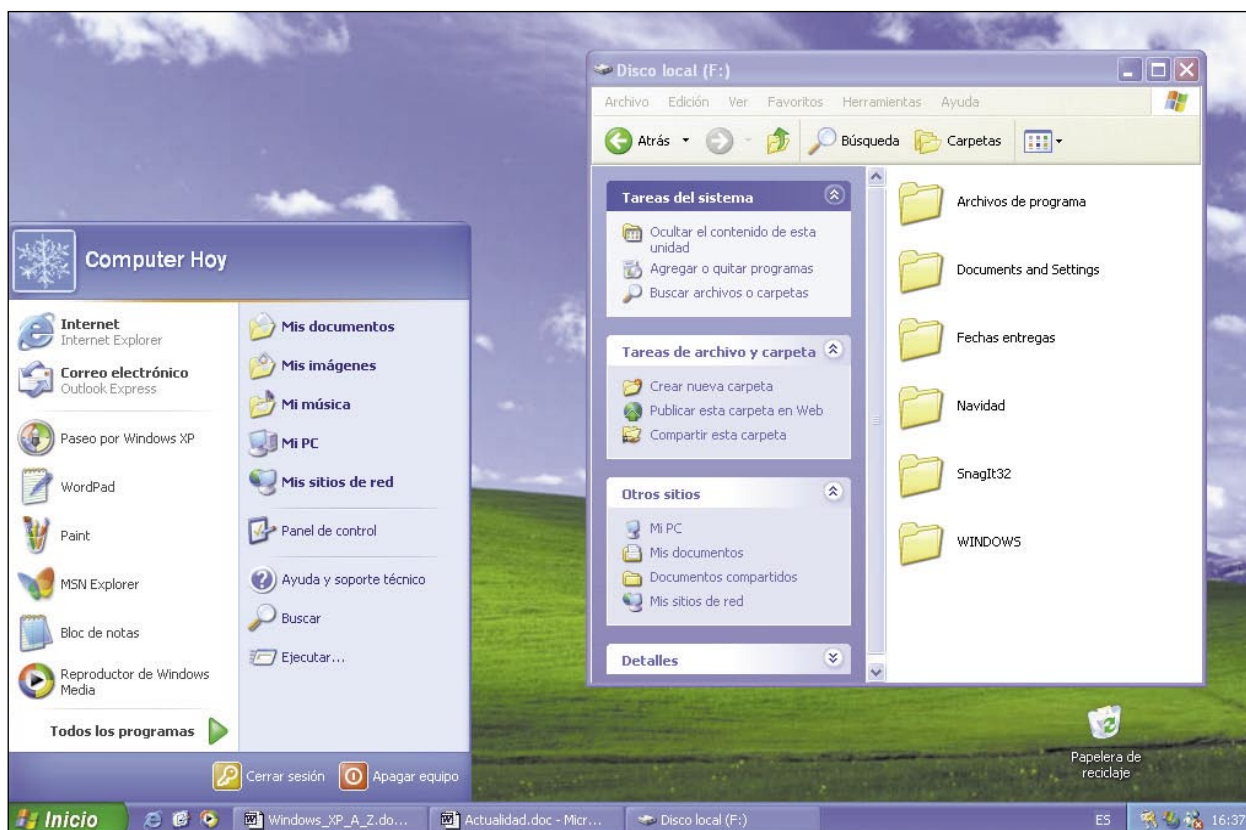 Disco local (F:)
Archivo Edición Ver Favoritos Herramientas Ayuda
Atrás Búsqueda Carpetas
Tareas del sistema
Ocultar el contenido de esta
unidad
Agregar o quitar programas
Buscar archivos o carpetas
Tareas de archivo y carpeta
Crear nueva carpeta
Publicar esta carpeta en Web
Compartir esta carpeta
Otros sitios
Mi PC
Mis documentos
Documentos compartidos
Mis sitios de red
Detalles
Archivos de programa
Documents and Settings
Fechas entregas
Navidad
SnagIt32
WINDOWS
Computer Hoy
Internet
Internet Explorer
Correo electrónico
Outlook Express
Paseo por Windows XP
WordPad
Paint
MSN Explorer
Bloc de notas
Reproductor de Windows
Media
Todos los programas
Mis documentos
Mis imágenes
Mi música
Mi PC
Mis sitios de red
Panel de control
Ayuda y soporte técnico
Buscar
Ejecutar...
Cerrar sesión Apagar equipo
Papelera de
reciclaje
Inicio Windows_XP_A_Z.do... Actualidad.doc - Micr... Disco local (F:) ES 16:37